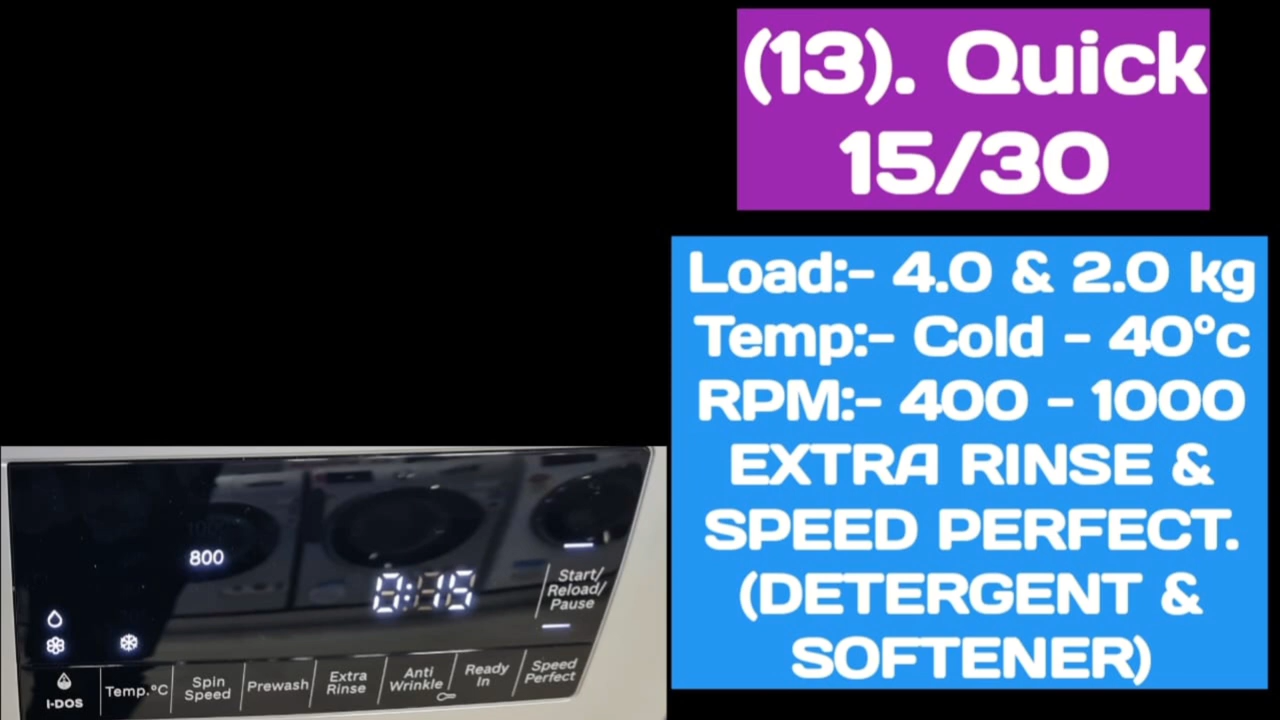 (13). Quick
15/30
Load:- 4.0 & 2.0 kg
Temp:- Cold - 40°c
RPM:- 400 - 1000
EXTRA RINSE &
SPEED PERFECT.
(DETERGENT &
SOFTENER)
800
0:15
Start/
Reload/
Pause
I-DOS
Temp.°C
Spin
Speed
Prewash
Extra
Rinse
Anti
Wrinkle
Ready
In
Speed
Perfect